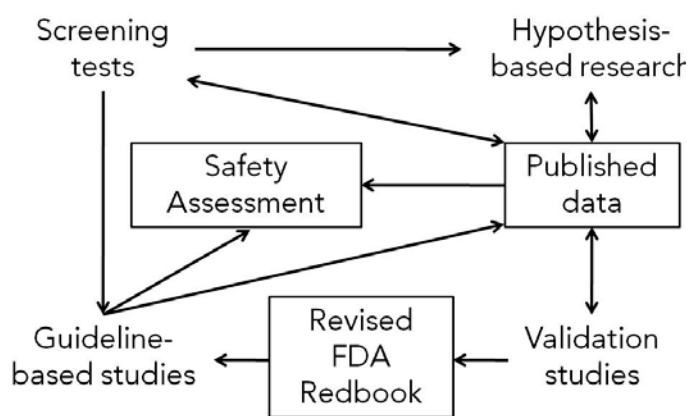 Screening
tests
Hypothesis-
based research
Safety
Assessment
Published
data
Guideline-
based studies
Revised
FDA
Redbook
Validation
studies